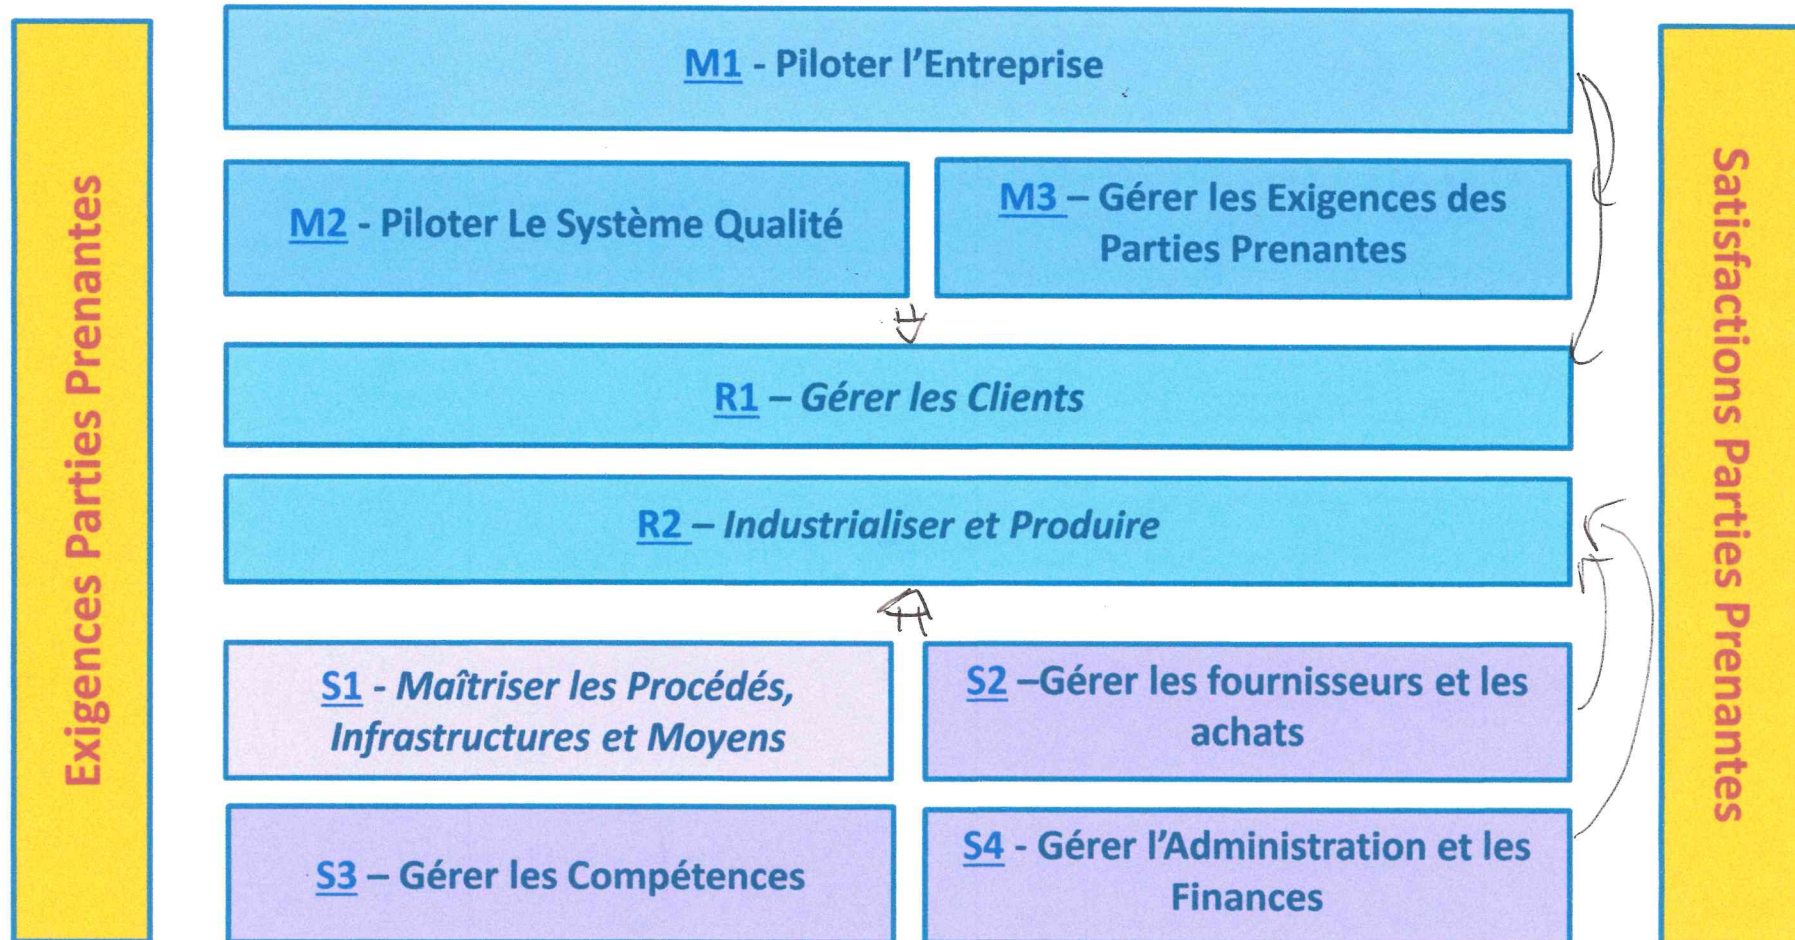 Exigences Parties Prenantes
M1 - Piloter l’Entreprise
M2 - Piloter Le Système Qualité
M3 – Gérer les Exigences des
Parties Prenantes
R1 – Gérer les Clients
R2 – Industrialiser et Produire
S1 - Maîtriser les Procédés,
Infrastructures et Moyens
S2 –Gérer les fournisseurs et les
achats
S3 – Gérer les Compétences
S4 - Gérer l’Administration et les
Finances
Satisfactions Parties Prenantes